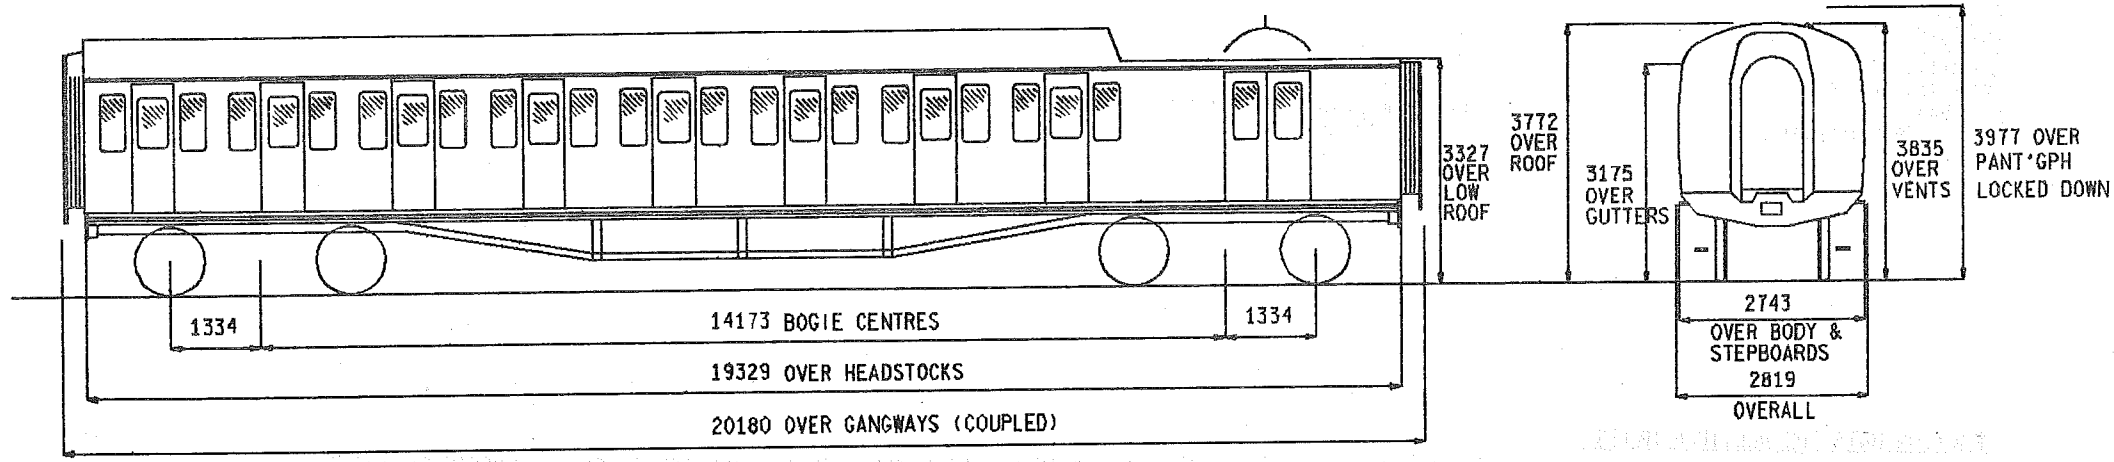 1334
14173 BOGIE CENTRES
1334
19329 OVER HEADSTOCKS
20180 OVER GANGWAYS (COUPLED)
3327
OVER
LOW
ROOF
3772
OVER
ROOF
3175
OVER
GUTTERS
3835
OVER
VENTS
3977 OVER
PANT'GPH
LOCKED DOWN
2743
OVER BODY &
STEPBOARDS
2819
OVERALL